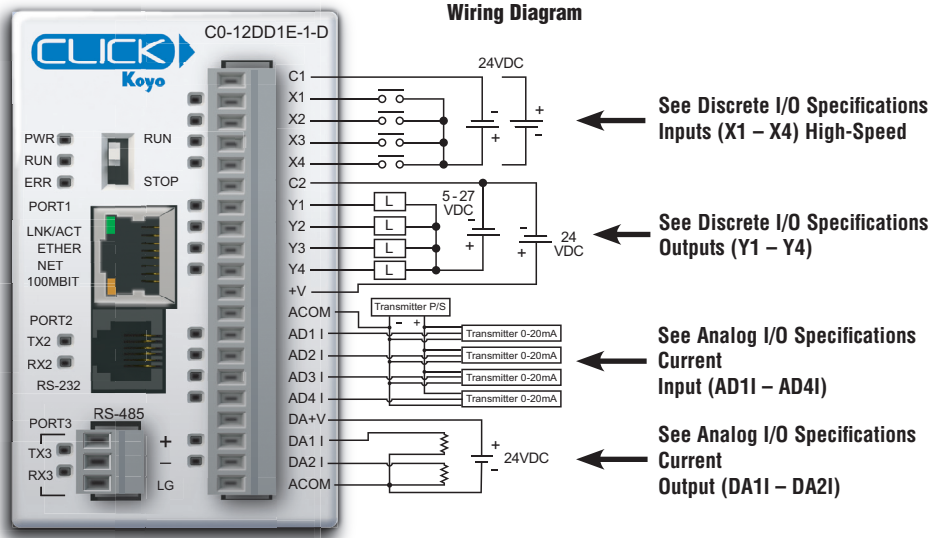 Wiring Diagram
CLICK
Koyo
C0-12DD1E-1-D
PWR
RUN
ERR
RUN
STOP
PORT1
LNK/ACT
ETHER
NET
100MBIT
PORT2
TX2
RX2
RS-232
PORT3
RS-485
TX3
RX3
+
–
LG
C1
X1
X2
X3
X4
C2
Y1
Y2
Y3
Y4
+V
ACOM
AD1 I
AD2 I
AD3 I
AD4 I
DA+V
DA1 I
DA2 I
ACOM
24VDC
-
+
+
-
L
L
L
L
5-27
VDC
-
+
-
+
24
VDC
Transmitter P/S
- +
Transmitter 0-20mA
Transmitter 0-20mA
Transmitter 0-20mA
Transmitter 0-20mA
+
-
24VDC
See Discrete I/O Specifications
Inputs (X1 – X4) High-Speed
See Discrete I/O Specifications
Outputs (Y1 – Y4)
See Analog I/O Specifications
Current
Input (AD1I – AD4I)
See Analog I/O Specifications
Current
Output (DA1I – DA2I)